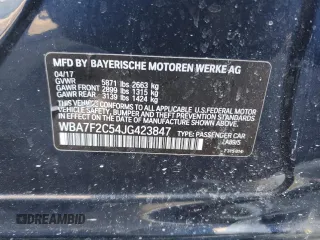 MFD BY BAYERISCHE MOTOREN WERKE AG
04/17
GVWR 5871 lbs 2663 kg
GAWR FRONT 2899 lbs 1315 kg
GAWR REAR 3139 lbs 1424 kg
THIS VEHICLE CONFORMS TO ALL APPLICABLE
U.S. FEDERAL MOTOR VEHICLE SAFETY, BUMPER,
AND THEFT PREVENTION STANDARDS IN EFFECT
ON THE DATE OF MANUFACTURE SHOWN ABOVE.
WBA7F2C54JG423847 TYPE: PASSENGER CAR
DREAMBID